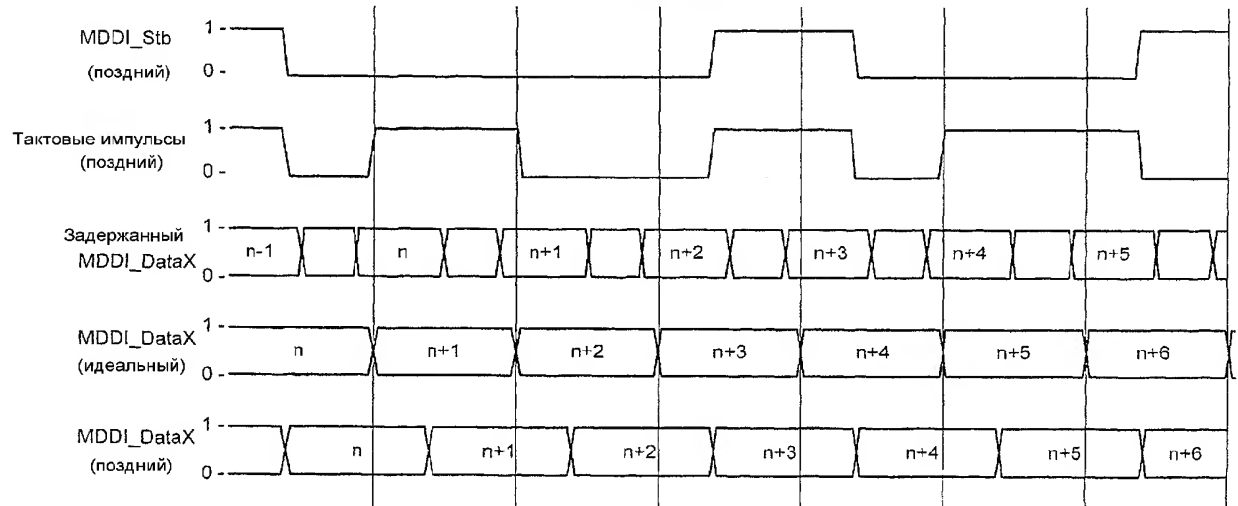 MDDI_Stb
(поздний)
1 -
0 -
Тактовые импульсы
(поздний)
1 -
0 -
Задержанный
MDDI_DataX
1 -
0 -
n-1 n n+1 n+2 n+3 n+4 n+5
MDDI_DataX
(идеальный)
1 -
0 -
n n+1 n+2 n+3 n+4 n+5 n+6
MDDI_DataX
(поздний)
1 -
0 -
n n+1 n+2 n+3 n+4 n+5 n+6